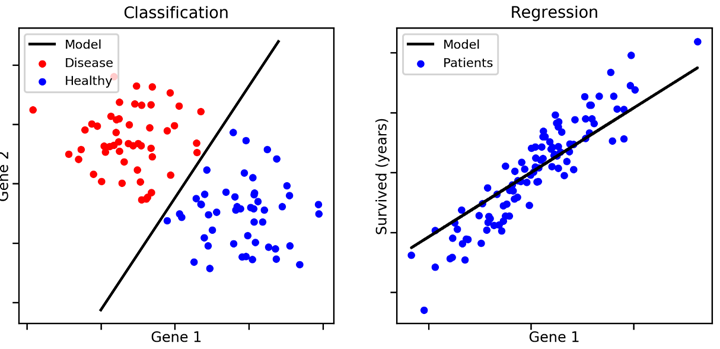 Classification
Model
Disease
Healthy
Gene 2
Gene 1
Regression
Model
Patients
Survived (years)
Gene 1